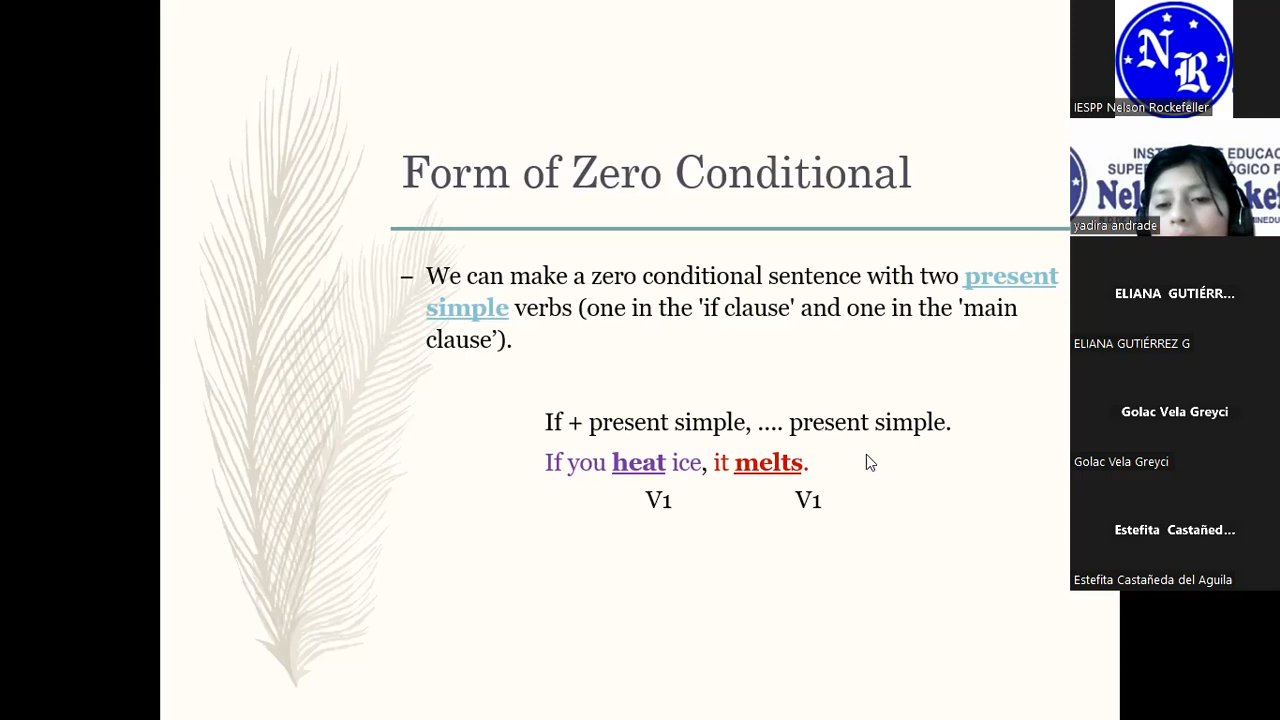 Form of Zero Conditional
– We can make a zero conditional sentence with two present
simple verbs (one in the 'if clause' and one in the 'main
clause’).
If + present simple, .... present simple.
If you heat ice, it melts.
V1 V1
N
R
IESPP Nelson Rockefeller
yadira andrade
ELIANA GUTIÉRR...
ELIANA GUTIÉRREZ G
Golac Vela Greyci
Golac Vela Greyci
Estefita Castañed...
Estefita Castañeda del Aguila